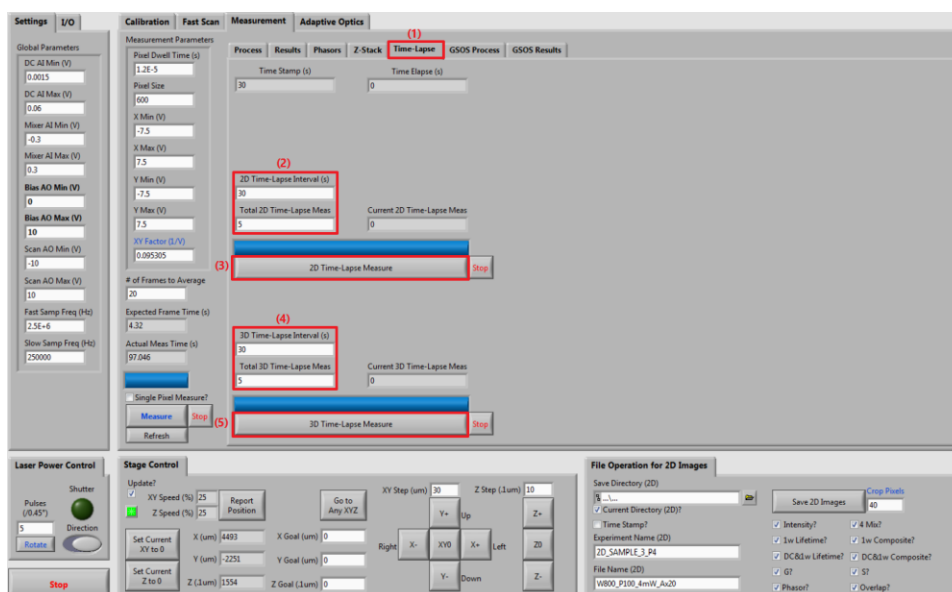 Settings
I/O
Global Parameters
DC AI Min (V)
0.0015
DC AI Max (V)
0.06
Mixer AI Min (V)
-0.3
Mixer AI Max (V)
0.3
Bias AO Min (V)
0
Bias AO Max (V)
10
Scan AO Min (V)
-10
Scan AO Max (V)
10
Fast Samp Freq (Hz)
2.5E+6
Slow Samp Freq (Hz)
250000
Calibration
Fast Scan
Measurement
Adaptive Optics
Measurement Parameters
Pixel Dwell Time (s)
1.2E-5
Pixel Size
600
X Min (V)
-7.5
X Max (V)
7.5
Y Min (V)
-7.5
Y Max (V)
7.5
XY Factor (1/V)
0.095305
# of Frames to Average
20
Expected Frame Time (s)
4.32
Actual Meas Time (s)
97.046
Single Pixel Measure?
Measure
Stop
Refresh
(1)
Process
Results
Phasors
Z-Stack
Time-Lapse
GSOS Process
GSOS Results
Time Stamp (s)
30
Time Elapse (s)
0
(2)
2D Time-Lapse Interval (s)
30
Total 2D Time-Lapse Meas
5
Current 2D Time-Lapse Meas
0
(3)
2D Time-Lapse Measure
Stop
(4)
3D Time-Lapse Interval (s)
30
Total 3D Time-Lapse Meas
5
Current 3D Time-Lapse Meas
0
(5)
3D Time-Lapse Measure
Stop
Laser Power Control
Pulses
(/0.45°)
5
Rotate
Shutter
Direction
Stop
Stage Control
Update?
XY Speed (%) 25
Z Speed (%) 25
Report
Position
Go to
Any XYZ
Set Current
XY to 0
Set Current
Z to 0
X (um) 4493
Y (um) -2251
Z (.1um) 1554
X Goal (um) 0
Y Goal (um) 0
Z Goal (.1um) 0
XY Step (um) 30
Z Step (.1um) 10
Y+ Up
Right X- XY0 X+ Left
Y- Down
Z+
Z0
Z-
File Operation for 2D Images
Save Directory (2D)
..\...
Current Directory (2D)?
Time Stamp?
Experiment Name (2D)
2D_SAMPLE_3_P4
File Name (2D)
W800_P100_4mW_Ax20
Save 2D Images
Crop Pixels
40
Intensity?
4 Mix?
1w Lifetime?
1w Composite?
DC&1w Lifetime?
DC&1w Composite?
G?
S?
Phasor?
Overlap?